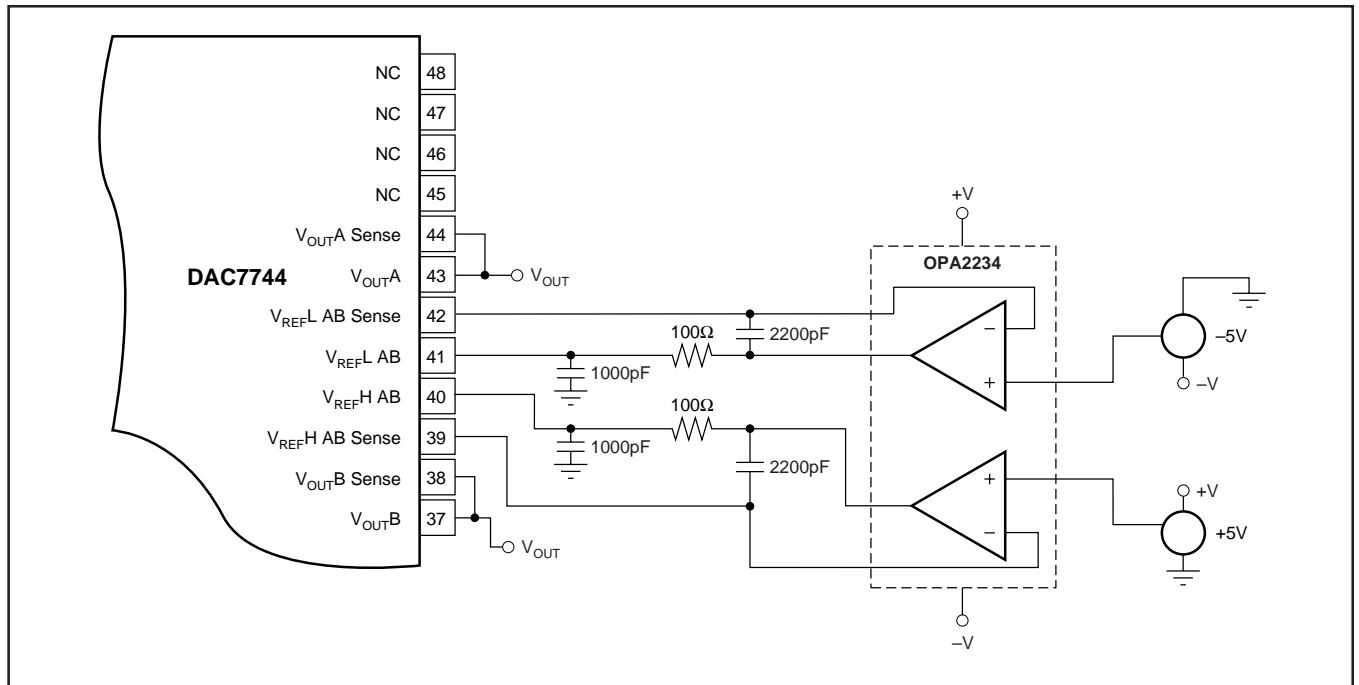 DAC7744
NC 48
NC 47
NC 46
NC 45
VOUTA Sense 44
VOUTA 43
VOUT
VREFL AB Sense 42
VREFL AB 41
VREFH AB 40
VREFH AB Sense 39
VOUTB Sense 38
VOUTB 37
VOUT
100Ω
2200pF
1000pF
100Ω
1000pF
2200pF
+V
OPA2234
−
+
+
−
–V
–5V
–V
+V
+5V